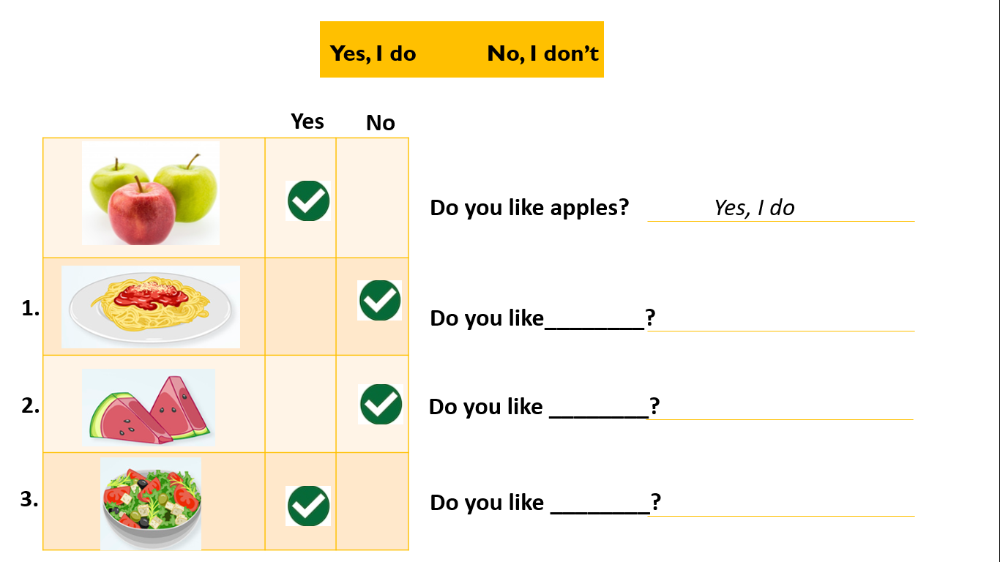 Yes, I do No, I don’t
Yes No
Do you like apples? Yes, I do
1. Do you like________?
2. Do you like ________?
3. Do you like ________?